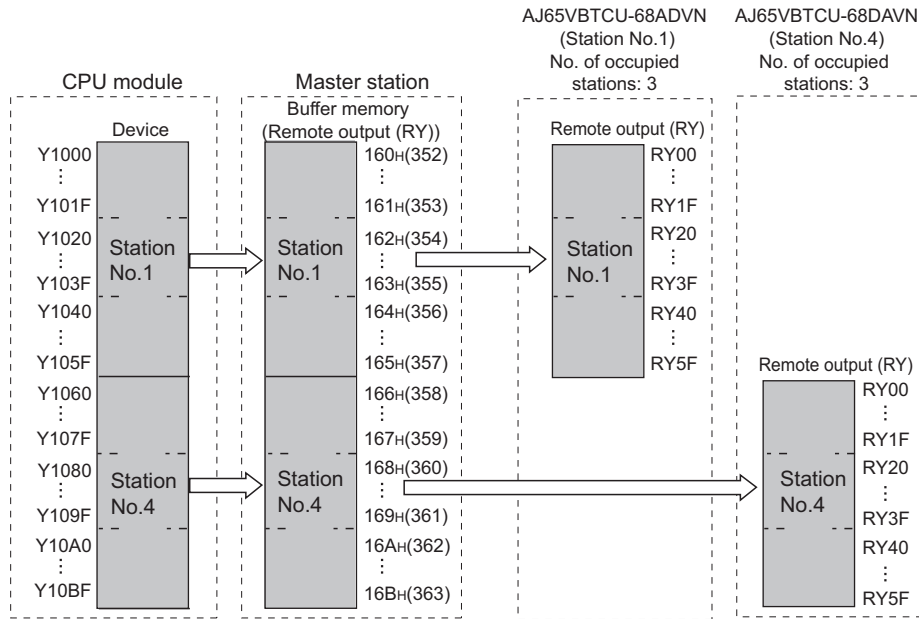 AJ65VBTCU-68ADVN
(Station No.1)
No. of occupied
stations: 3
AJ65VBTCU-68DAVN
(Station No.4)
No. of occupied
stations: 3
CPU module
Device
Y1000
⋮
Y101F
Y1020
⋮
Y103F
Y1040
⋮
Y105F
Y1060
⋮
Y107F
Y1080
⋮
Y109F
Y10A0
⋮
Y10BF
Station
No.1
Station
No.4
Master station
Buffer memory
(Remote output (RY))
Station
No.1
Station
No.4
160H(352)
⋮
161H(353)
162H(354)
⋮
163H(355)
164H(356)
⋮
165H(357)
166H(358)
⋮
167H(359)
168H(360)
⋮
169H(361)
16AH(362)
⋮
16BH(363)
Remote output (RY)
Station
No.1
RY00
⋮
RY1F
RY20
⋮
RY3F
RY40
⋮
RY5F
Remote output (RY)
Station
No.4
RY00
⋮
RY1F
RY20
⋮
RY3F
RY40
⋮
RY5F